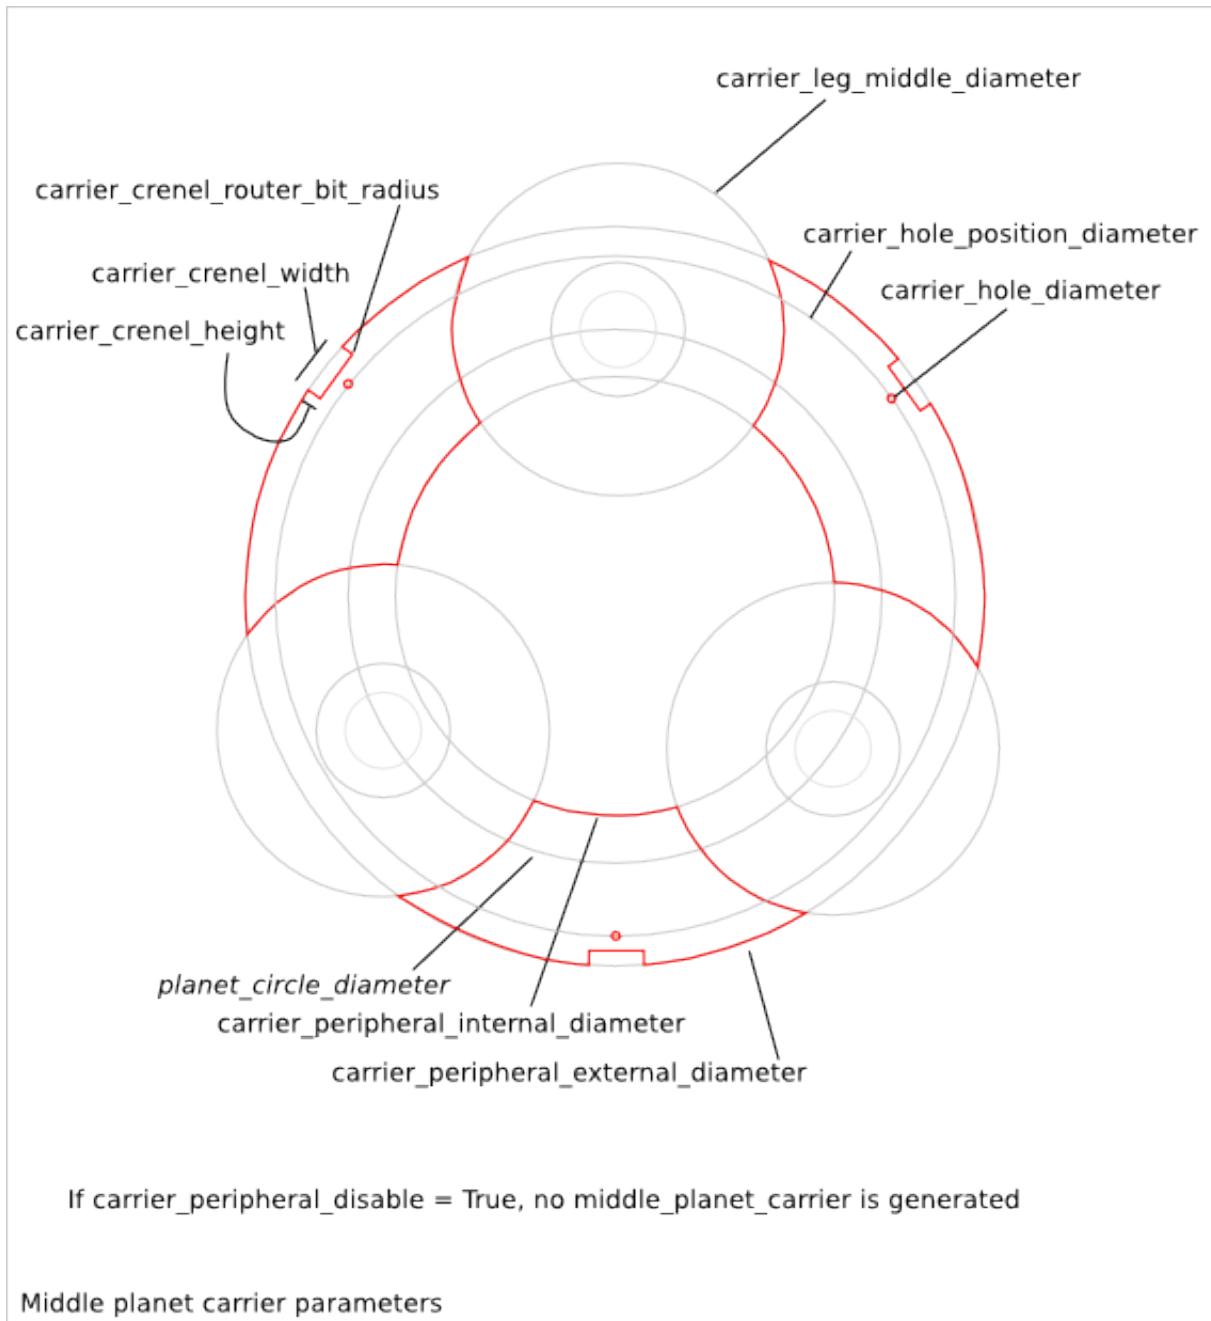 carrier_leg_middle_diameter
carrier_crenel_router_bit_radius
carrier_hole_position_diameter
carrier_crenel_width
carrier_hole_diameter
carrier_crenel_height
planet_circle_diameter
carrier_peripheral_internal_diameter
carrier_peripheral_external_diameter
If carrier_peripheral_disable = True, no middle_planet_carrier is generated
Middle planet carrier parameters